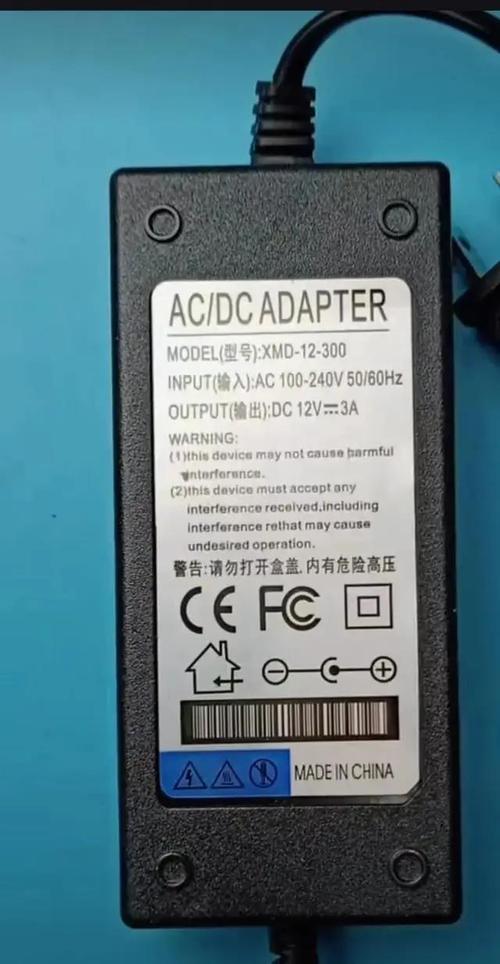 AC/DC ADAPTER
MODEL(型号):XMD-12-300
INPUT(输入):AC 100-240V 50/60Hz
OUTPUT(输出):DC 12V⎓3A
WARNING:
(1)this device may not cause harmful
interference.
(2)this device must accept any
interference received,including
interference rethat may cause
undesired operation.
警告:请勿打开盒盖,内有危险高压
CE FC
MADE IN CHINA